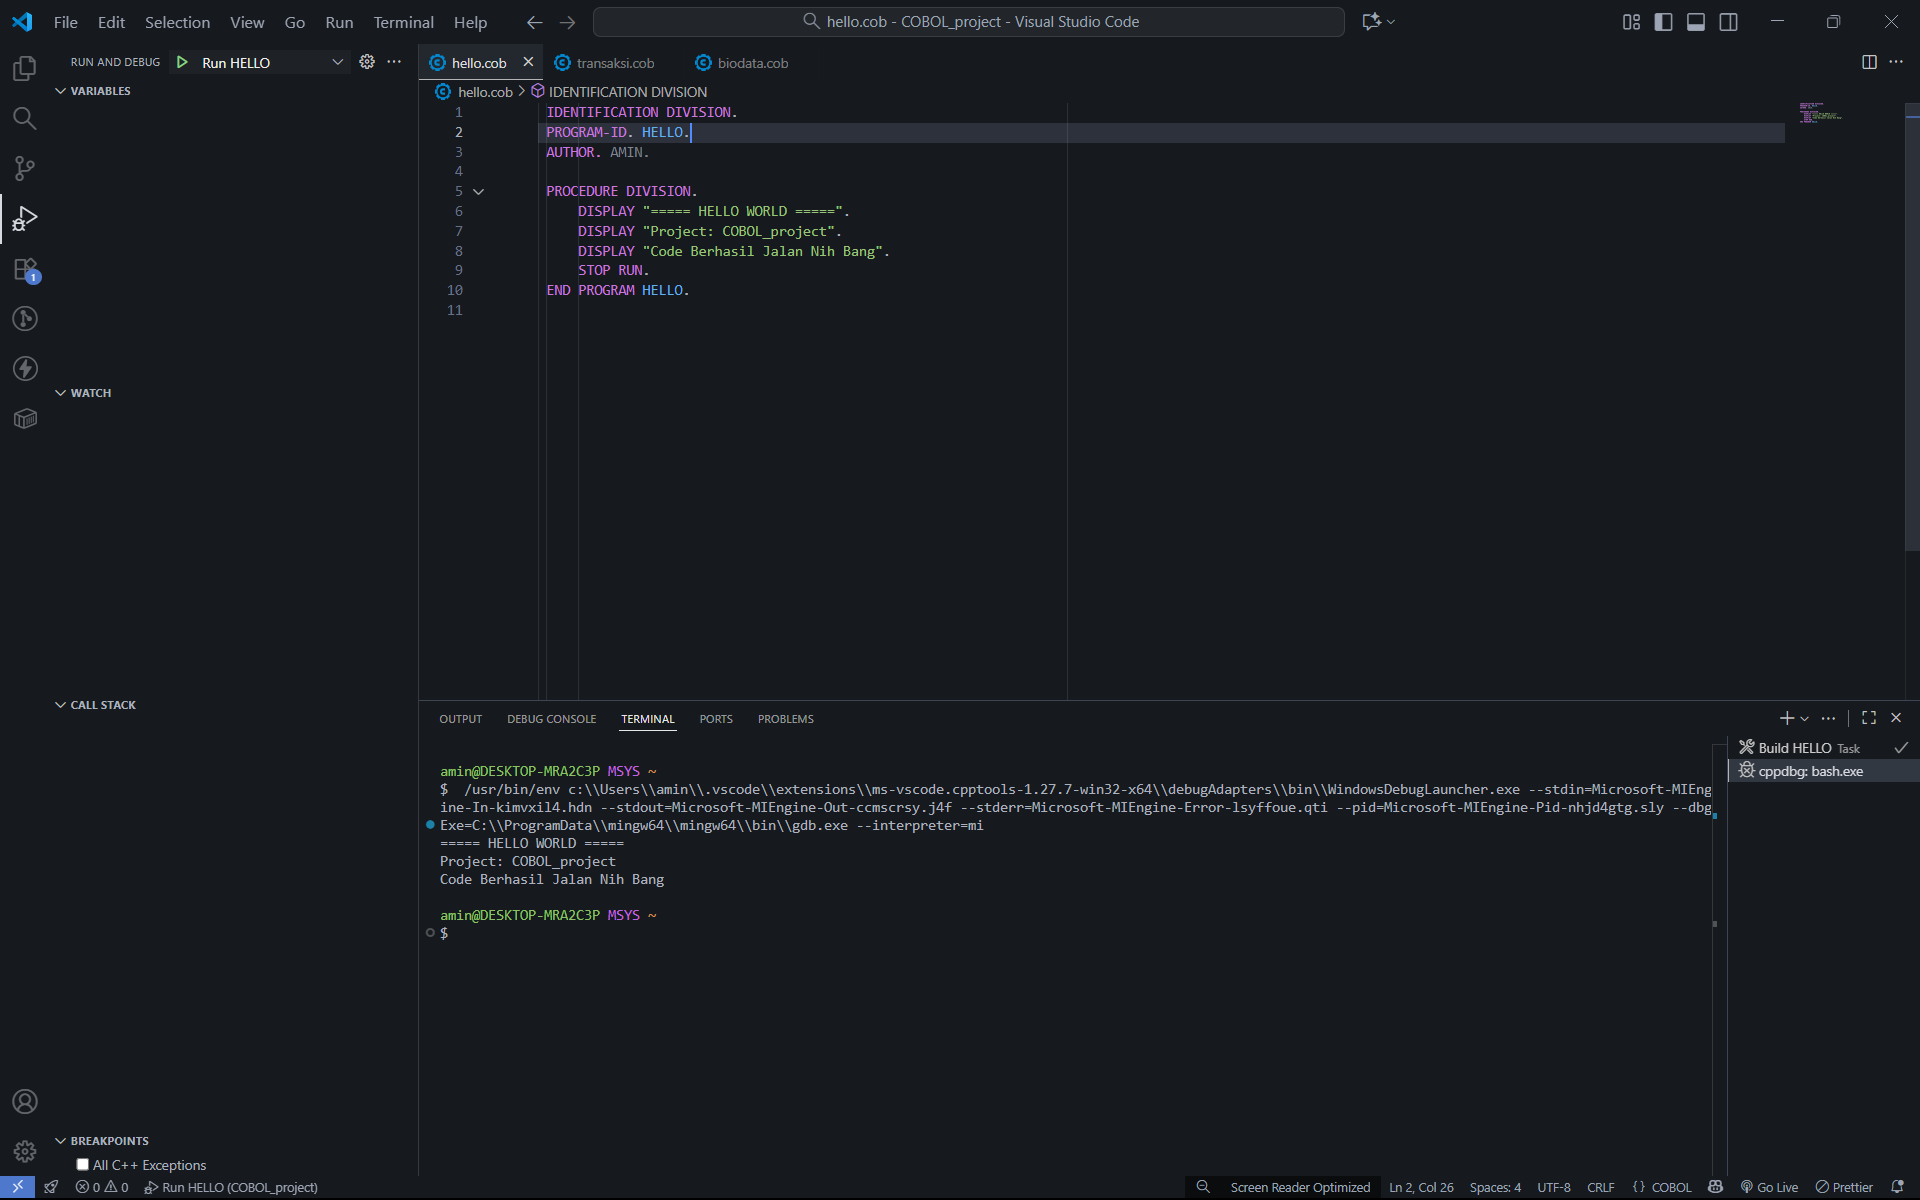 File Edit Selection View Go Run Terminal Help
hello.cob - COBOL_project - Visual Studio Code
RUN AND DEBUG
Run HELLO
VARIABLES
WATCH
CALL STACK
BREAKPOINTS
All C++ Exceptions
1
hello.cob
transaksi.cob
biodata.cob
hello.cob > IDENTIFICATION DIVISION
1 IDENTIFICATION DIVISION.
2 PROGRAM-ID. HELLO.
3 AUTHOR. AMIN.
4
5 PROCEDURE DIVISION.
6 DISPLAY "===== HELLO WORLD =====".
7 DISPLAY "Project: COBOL_project".
8 DISPLAY "Code Berhasil Jalan Nih Bang".
9 STOP RUN.
10 END PROGRAM HELLO.
11
OUTPUT DEBUG CONSOLE TERMINAL PORTS PROBLEMS
amin@DESKTOP-MRA2C3P MSYS ~
$ /usr/bin/env c:\\Users\\amin\\.vscode\\extensions\\ms-vscode.cpptools-1.27.7-win32-x64\\debugAdapters\\bin\\WindowsDebugLauncher.exe --stdin=Microsoft-MIEng
ine-In-kimvxil4.hdn --stdout=Microsoft-MIEngine-Out-ccmscrsy.j4f --stderr=Microsoft-MIEngine-Error-lsyffoue.qti --pid=Microsoft-MIEngine-Pid-nhjd4gtg.sly --dbg
Exe=C:\\ProgramData\\mingw64\\mingw64\\bin\\gdb.exe --interpreter=mi
===== HELLO WORLD =====
Project: COBOL_project
Code Berhasil Jalan Nih Bang
amin@DESKTOP-MRA2C3P MSYS ~
$
Build HELLO Task
cppdbg: bash.exe
0 0 Run HELLO (COBOL_project)
Screen Reader Optimized Ln 2, Col 26 Spaces: 4 UTF-8 CRLF {} COBOL Go Live Prettier